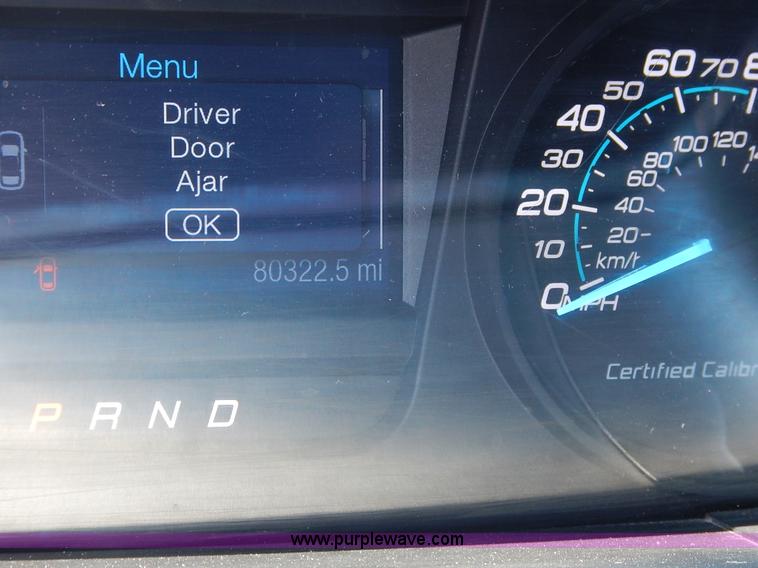 Menu
Driver
Door
Ajar
OK
80322.5 mi
P R N D
0 10 20 30 40 50 60 70
20 40 60 80 100 120
km/h
MPH
Certified Calibr
www.purplewave.com